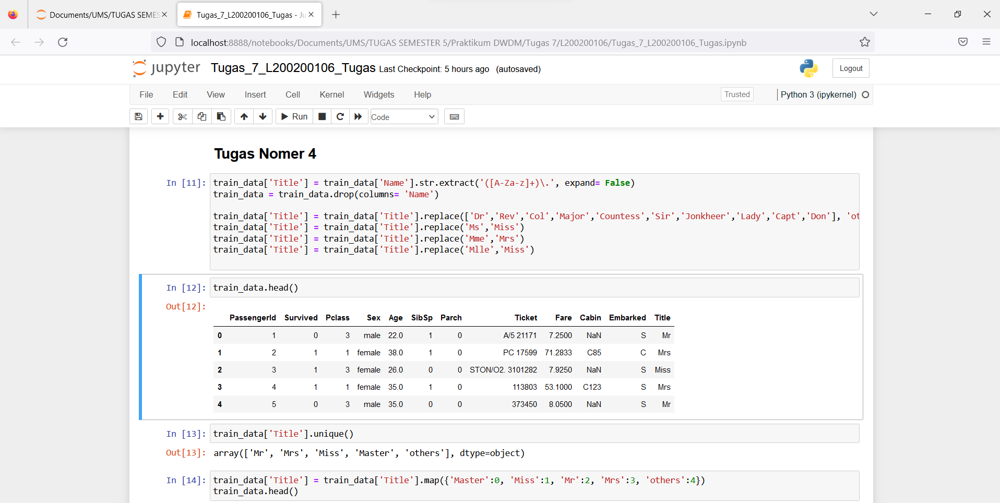 Documents/UMS/TUGAS SEMES
Tugas_7_L200200106_Tugas - Ju
localhost:8888/notebooks/Documents/UMS/TUGAS SEMESTER 5/Praktikum DWDM/Tugas 7/L200200106/Tugas_7_L200200106_Tugas.ipynb
jupyter Tugas_7_L200200106_Tugas Last Checkpoint: 5 hours ago (autosaved)
Logout
File Edit View Insert Cell Kernel Widgets Help
Trusted Python 3 (ipykernel)
Run Code
Tugas Nomer 4
In [11]: train_data['Title'] = train_data['Name'].str.extract('([A-Za-z]+)\.', expand= False)
train_data = train_data.drop(columns= 'Name')
train_data['Title'] = train_data['Title'].replace(['Dr','Rev','Col','Major','Countess','Sir','Jonkheer','Lady','Capt','Don'], 'ot
train_data['Title'] = train_data['Title'].replace('Ms','Miss')
train_data['Title'] = train_data['Title'].replace('Mme','Mrs')
train_data['Title'] = train_data['Title'].replace('Mlle','Miss')
In [12]: train_data.head()
Out[12]:
PassengerId Survived Pclass Sex Age SibSp Parch Ticket Fare Cabin Embarked Title
0 1 0 3 male 22.0 1 0 A/5 21171 7.2500 NaN S Mr
1 2 1 1 female 38.0 1 0 PC 17599 71.2833 C85 C Mrs
2 3 1 3 female 26.0 0 0 STON/O2. 3101282 7.9250 NaN S Miss
3 4 1 1 female 35.0 1 0 113803 53.1000 C123 S Mrs
4 5 0 3 male 35.0 0 0 373450 8.0500 NaN S Mr
In [13]: train_data['Title'].unique()
Out[13]: array(['Mr', 'Mrs', 'Miss', 'Master', 'others'], dtype=object)
In [14]: train_data['Title'] = train_data['Title'].map({'Master':0, 'Miss':1, 'Mr':2, 'Mrs':3, 'others':4})
train_data.head()